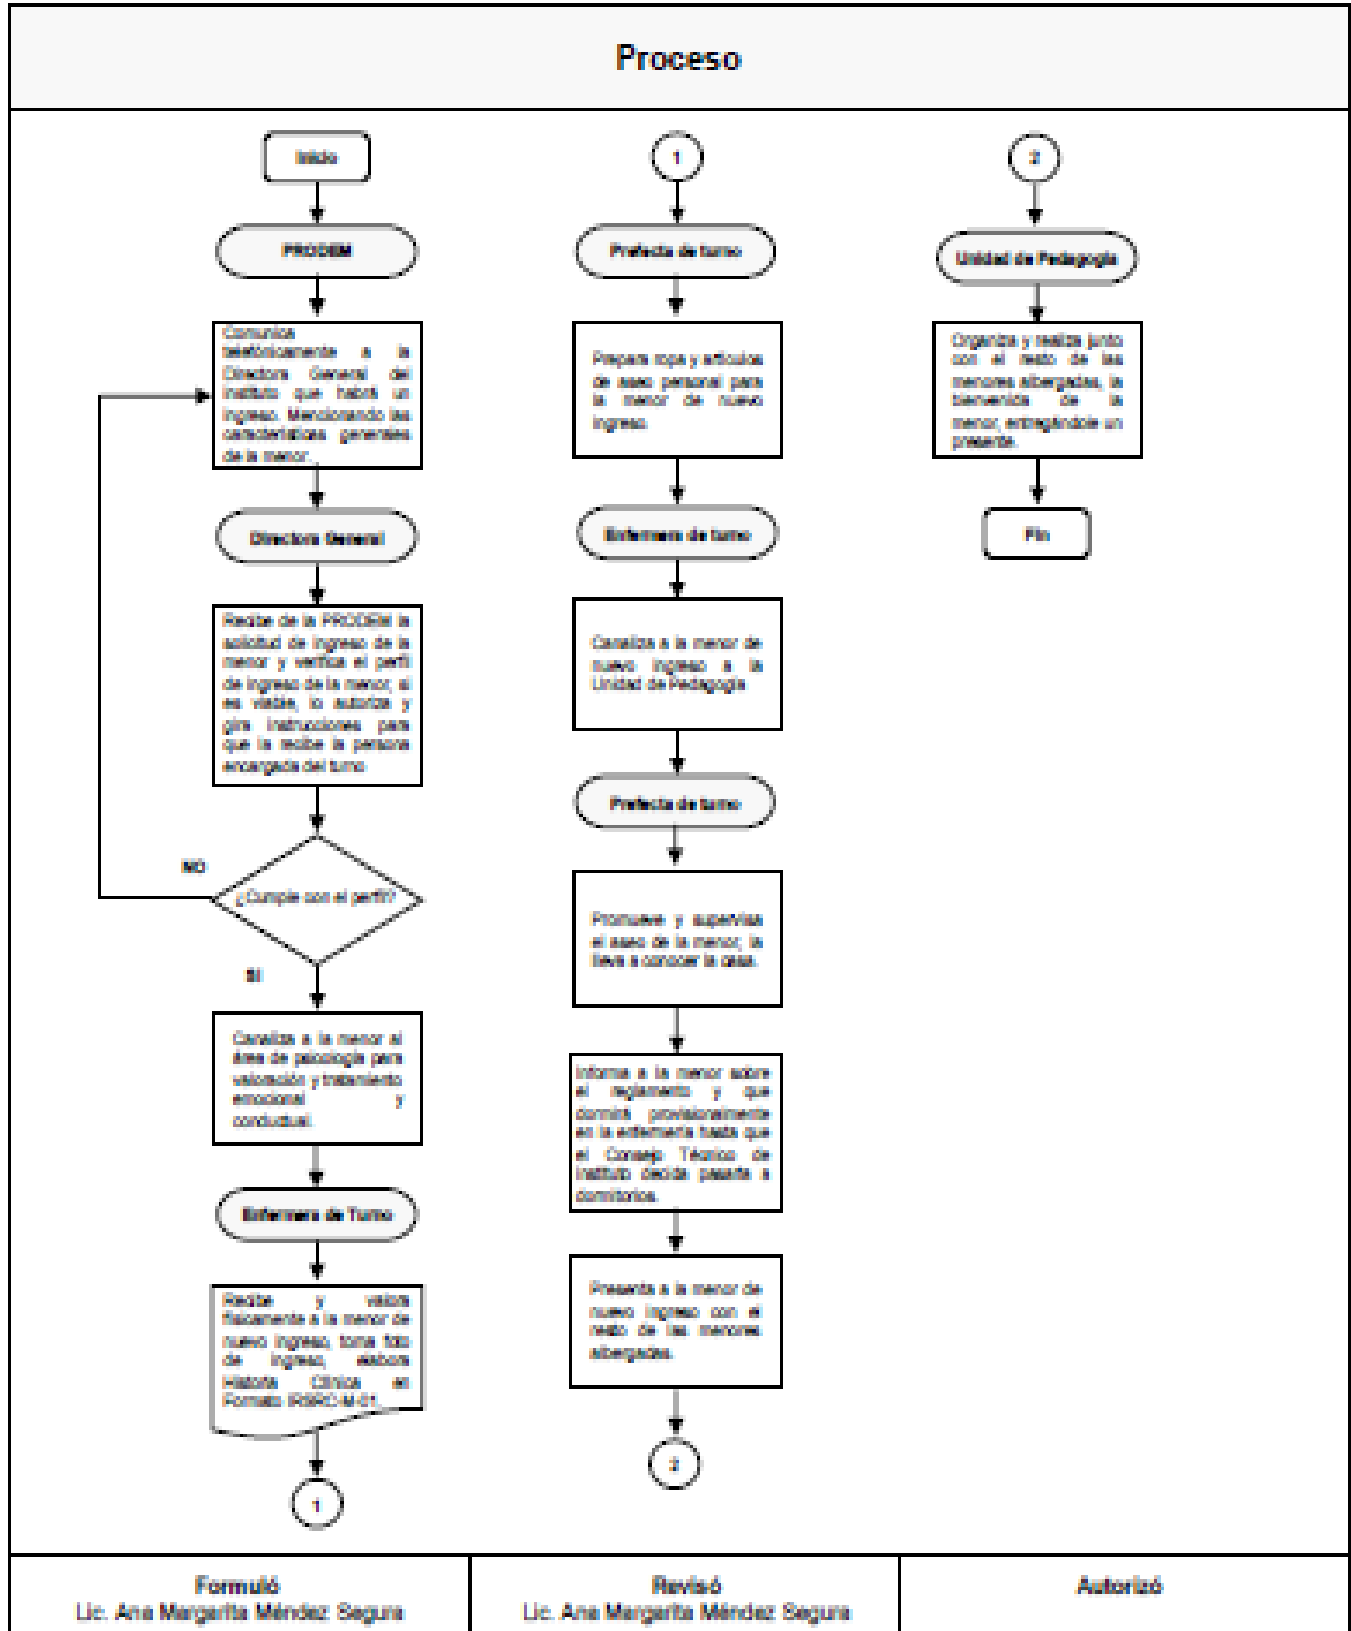 Proceso
Inicio
PRODEM
Comunica
telefónicamente a la
Directora General del
instituto que habrá un
ingreso. Mencionando las
características generales
de la menor.
Directora General
Recibe de la PRODEM la
solicitud de ingreso de la
menor y verifica el perfil
de ingreso de la menor, si
es viable, lo autoriza y
gira instrucciones para
que la recibe la persona
encargada del turno
¿Cumple con el perfil?
NO
SI
Canaliza a la menor al
área de psicología para
valoración y tratamiento
emocional y
conductual.
Enfermera de Turno
Recibe y valora
físicamente a la menor de
nuevo ingreso, toma foto
de ingreso, elabora
Historia Clínica en
Formato
1
1
Prefecta de turno
Prepara ropa y artículos
de aseo personal para
la menor de nuevo
ingreso.
Enfermera de turno
Canaliza a la menor de
nuevo ingreso a la
Unidad de Pedagogía
Prefecta de turno
Promueve y supervisa
el aseo de la menor, la
lleva a conocer la casa.
Informa a la menor sobre
el reglamento y que
dormirá provisionalmente
en la enfermería hasta que
el Consejo Técnico de
instituto decida pasarla a
dormitorios.
Presenta a la menor de
nuevo ingreso con el
resto de las menores
albergadas.
2
2
Unidad de Pedagogía
Organiza y realiza junto
con el resto de las
menores albergadas, la
bienvenida de la
menor, entregándole un
presente.
Fin
Formuló
Lic. Ana Margarita Méndez Segura
Revisó
Lic. Ana Margarita Méndez Segura
Autorizó